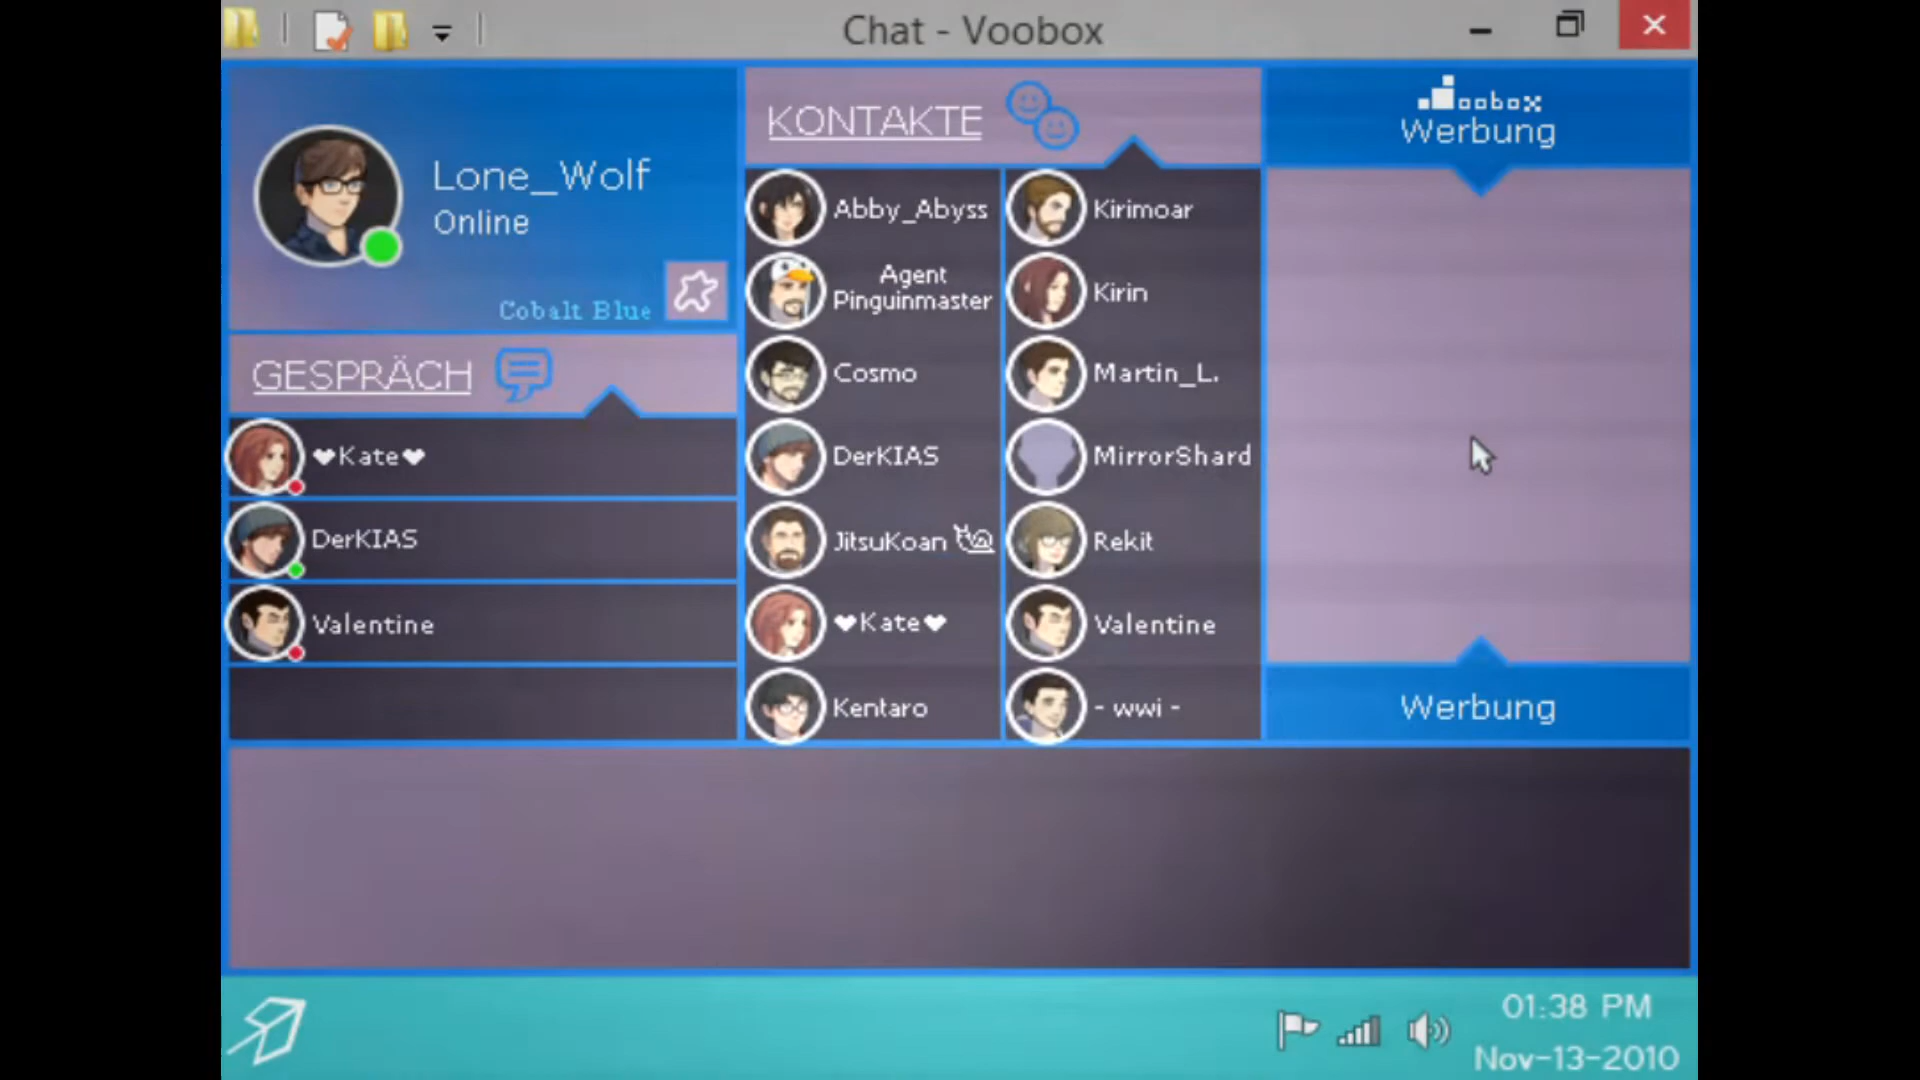 Chat - Voobox
Lone_Wolf
Online
Cobalt Blue
GESPRÄCH
❤Kate❤
DerKIAS
Valentine
KONTAKTE
Abby_Abyss
Agent
Pinguinmaster
Cosmo
DerKIAS
JitsuKoan
❤Kate❤
Kentaro
Kirimoar
Kirin
Martin_L.
MirrorShard
Rekit
Valentine
- wwi -
oobox
Werbung
Werbung
01:38 PM
Nov-13-2010